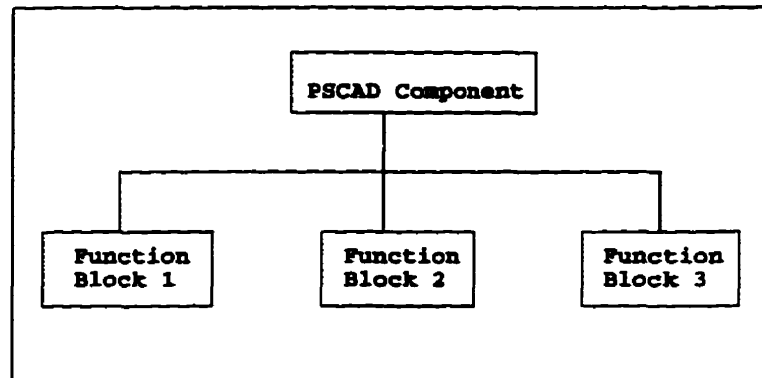 PSCAD Component
Function
Block 1
Function
Block 2
Function
Block 3